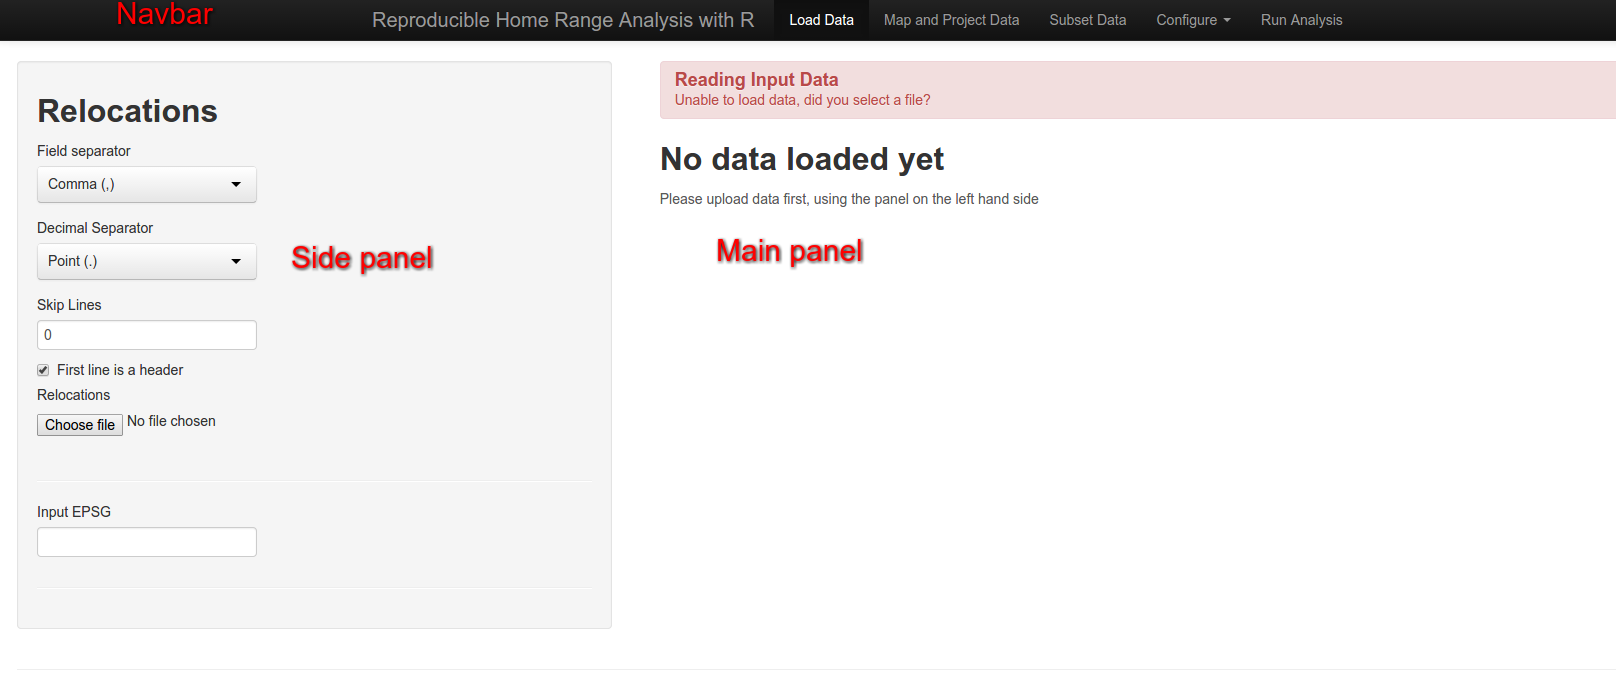 Navbar
Reproducible Home Range Analysis with R Load Data Map and Project Data Subset Data Configure Run Analysis
Relocations
Field separator
Comma (,)
Decimal Separator
Point (.)
Side panel
Skip Lines
0
First line is a header
Relocations
Choose file No file chosen
Input EPSG
Reading Input Data
Unable to load data, did you select a file?
No data loaded yet
Please upload data first, using the panel on the left hand side
Main panel